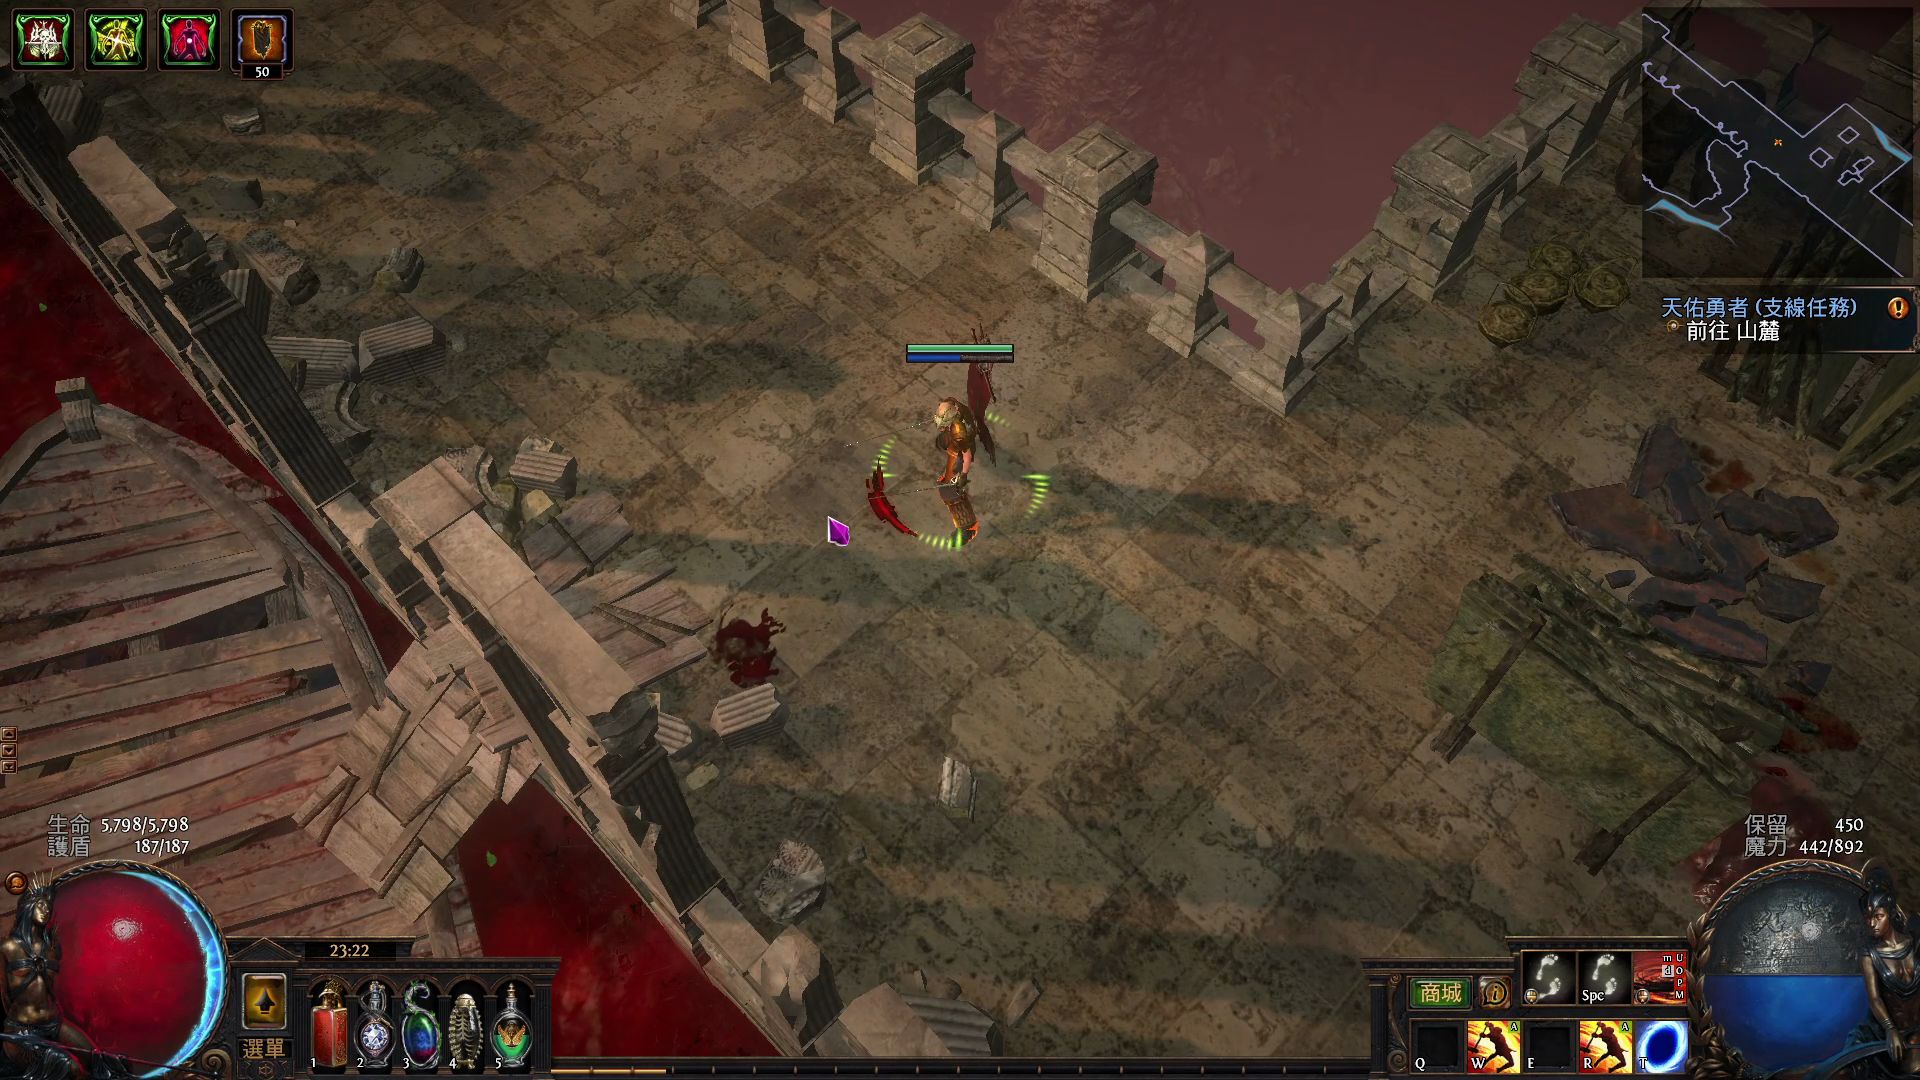 50
天佑勇者 (支線任務)
前往 山麓
生命 5,798/5,798
護盾 187/187
保留 450
魔力 442/892
23:22
選單
1
2
3
4
5
商城
Spc
m U
d O
P
M
Q
W A
E
R A
T